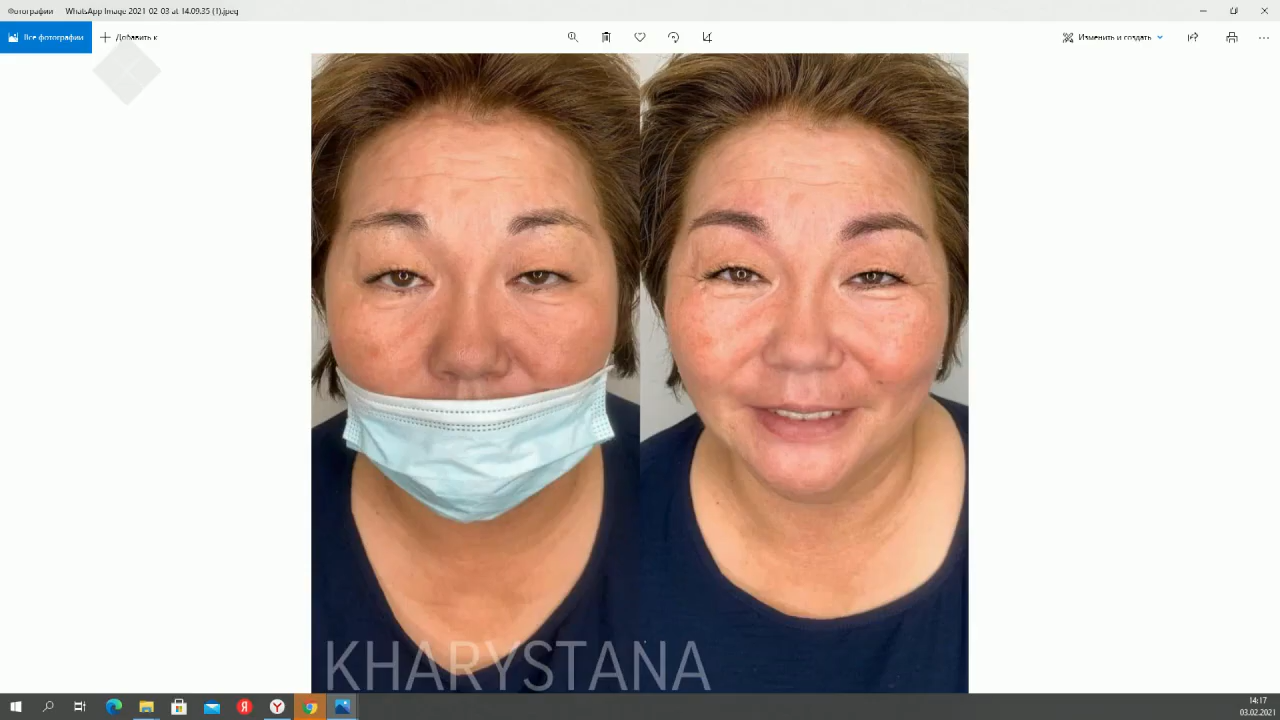 Фотографии
WhatsApp Image 2021-02-03 at 14.09.35 (1).jpeg
Все фотографии
Добавить к
Изменить и создать
KHARYSTANA
14:17
03.02.2021